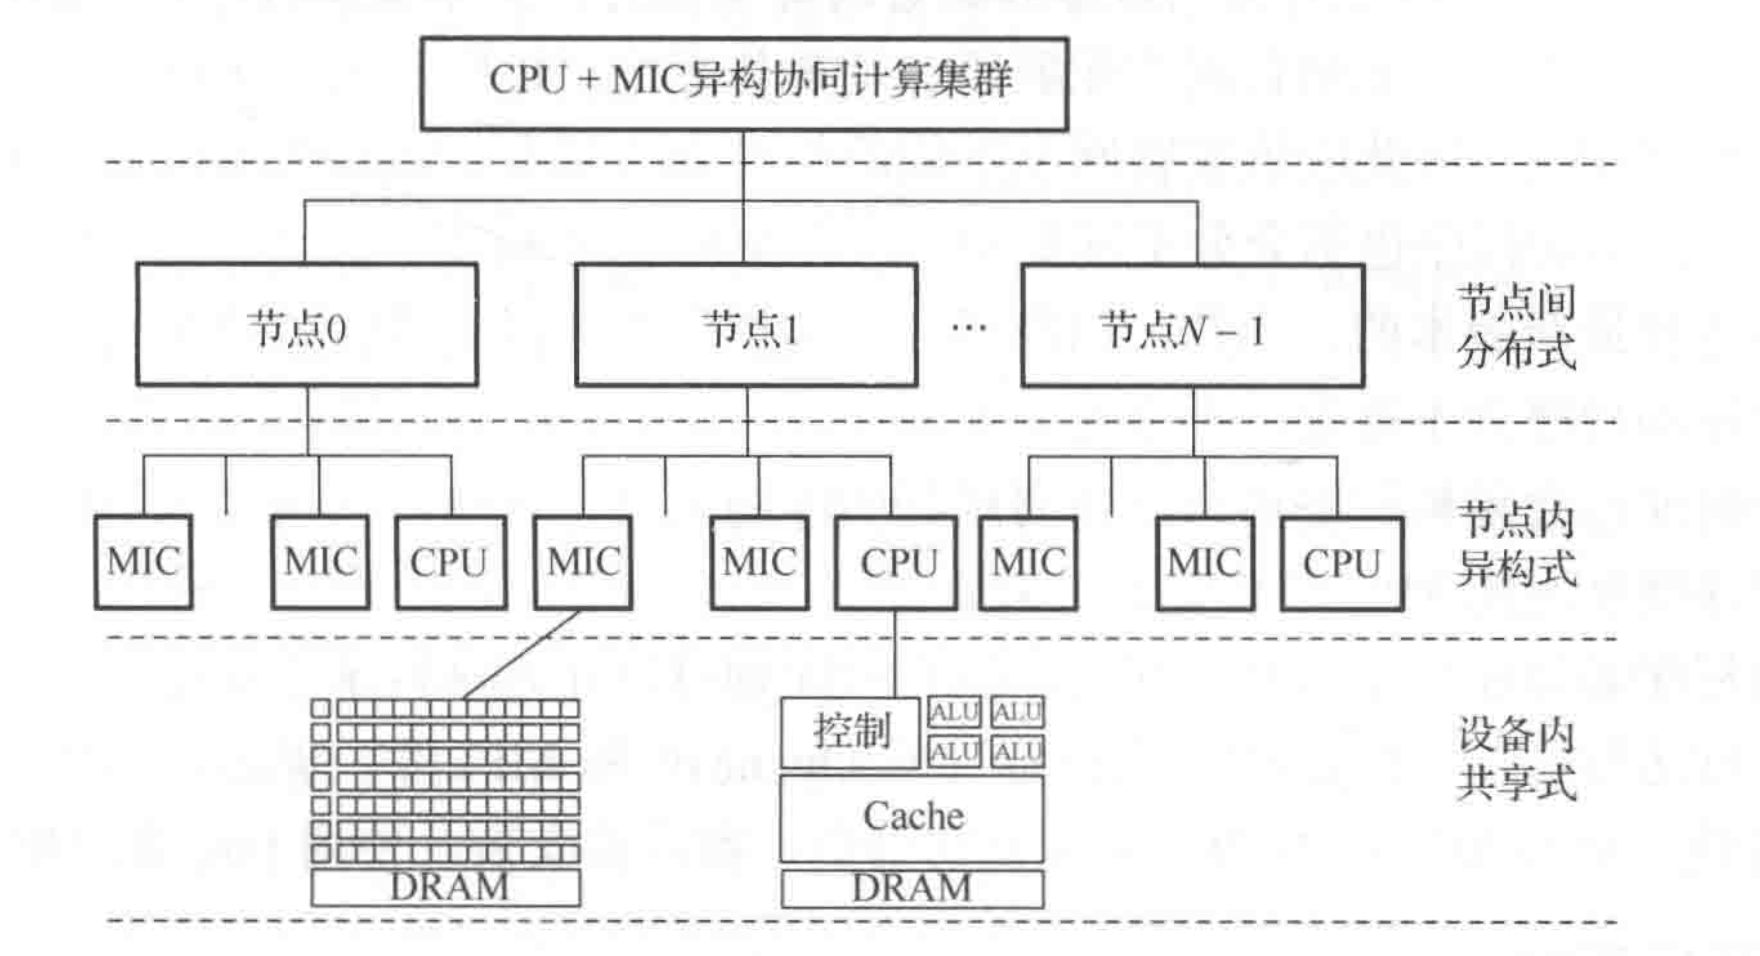 CPU + MIC异构协同计算集群
节点0
节点1
…
节点N－1
节点间
分布式
MIC
MIC
CPU
MIC
MIC
CPU
MIC
MIC
CPU
节点内
异构式
控制
ALU
ALU
ALU
ALU
Cache
DRAM
DRAM
设备内
共享式